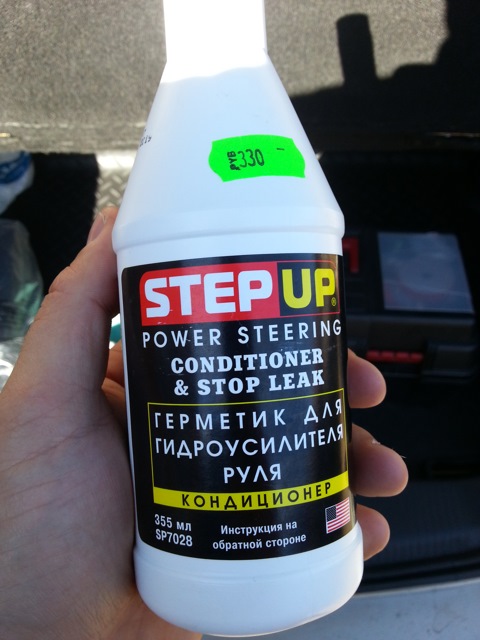 РУБ 330
STEP UP®
POWER STEERING
CONDITIONER
& STOP LEAK
ГЕРМЕТИК ДЛЯ
ГИДРОУСИЛИТЕЛЯ
РУЛЯ
КОНДИЦИОНЕР
355 мл
SP7028
Инструкция на
обратной стороне